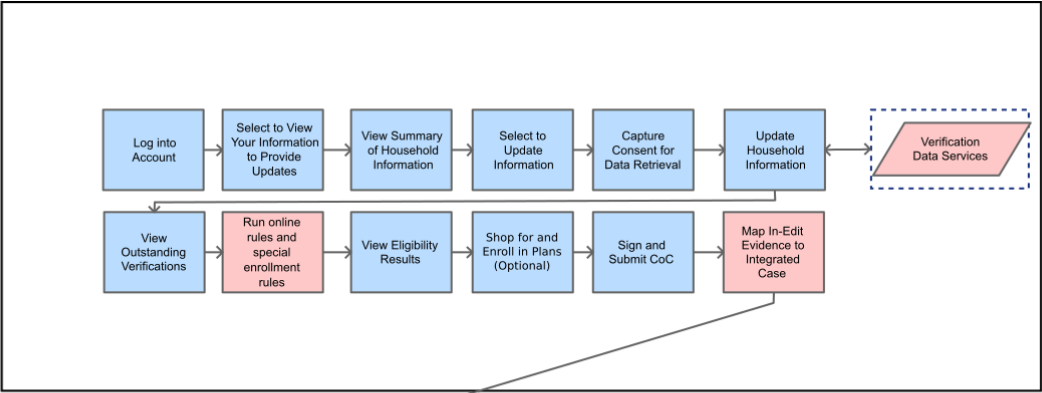 Log into
Account
Select to View
Your Information
to Provide
Updates
View Summary
of Household
Information
Select to
Update
Information
Capture
Consent for
Data Retrieval
Update
Household
Information
Verification
Data Services
View
Outstanding
Verifications
Run online
rules and
special
enrollment
rules
View Eligibility
Results
Shop for and
Enroll in Plans
(Optional)
Sign and
Submit CoC
Map In-Edit
Evidence to
Integrated
Case